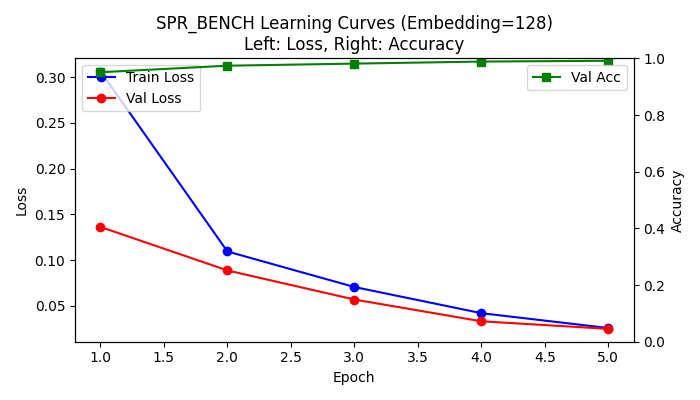 SPR_BENCH Learning Curves (Embedding=128)
Left: Loss, Right: Accuracy
Train Loss
Val Loss
Val Acc
Loss
0.30
0.25
0.20
0.15
0.10
0.05
1.0
0.8
0.6
0.4
0.2
0.0
Accuracy
1.0 1.5 2.0 2.5 3.0 3.5 4.0 4.5 5.0
Epoch